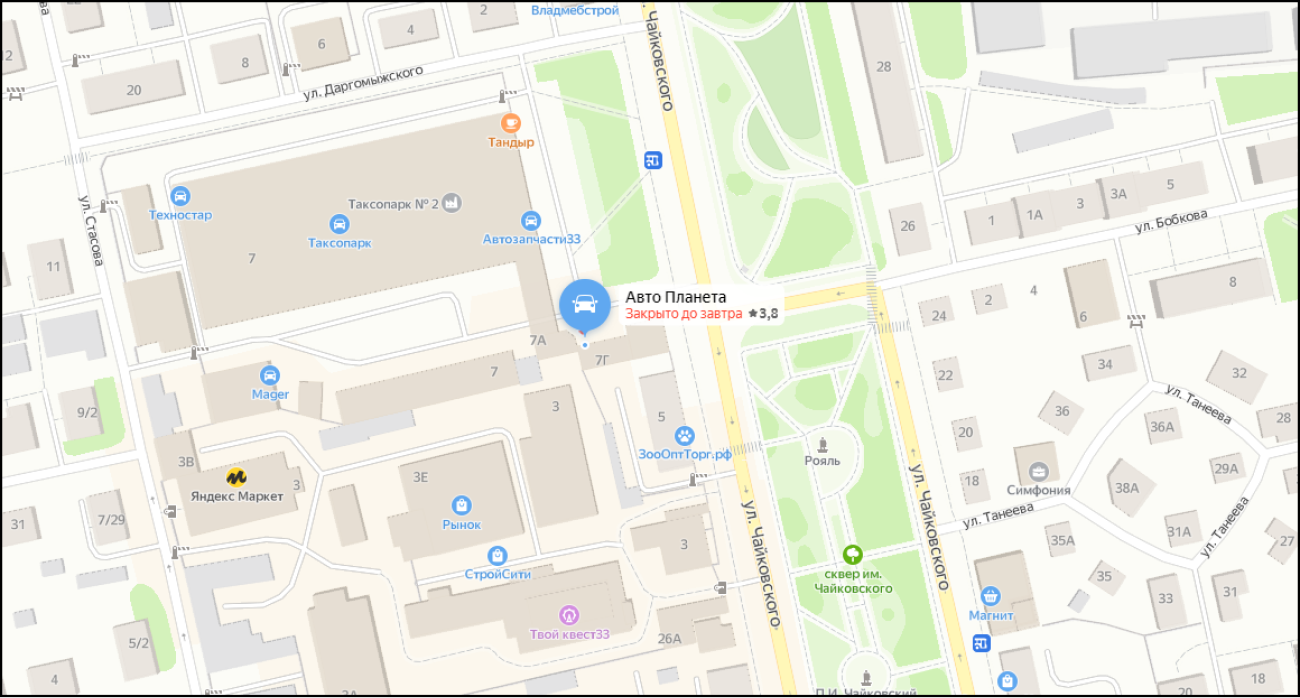 ва
Владмебстрой
2
4
6
8
12
20
ул. Даргомыжского
Чайковского
28
Тандыр
Техностар
Таксопарк № 2
Таксопарк
Автозапчасти33
7
ул. Стасова
11
5
3А
3
1А
1
26
ул. Бобкова
8
4
2
24
6
Авто Планета
Закрыто до завтра ★3,8
7А
7Г
7
Mager
9/2
3
5
ЗооОптТорг.рф
22
34
32
ул. Танеева
36
36А
28
20
Рояль
3В
Яндекс Маркет
3
3Е
Рынок
18
Симфония
38А
29А
31
7/29
ул. Чайковского
ул. Чайковского
ул. Танеева
31А
ул. Танеева
27
35А
3
СтройСити
сквер им.
Чайковского
35
33
31
Магнит
Твой квест33
26А
5/2
4
3А
П.И. Чайковский
20
18